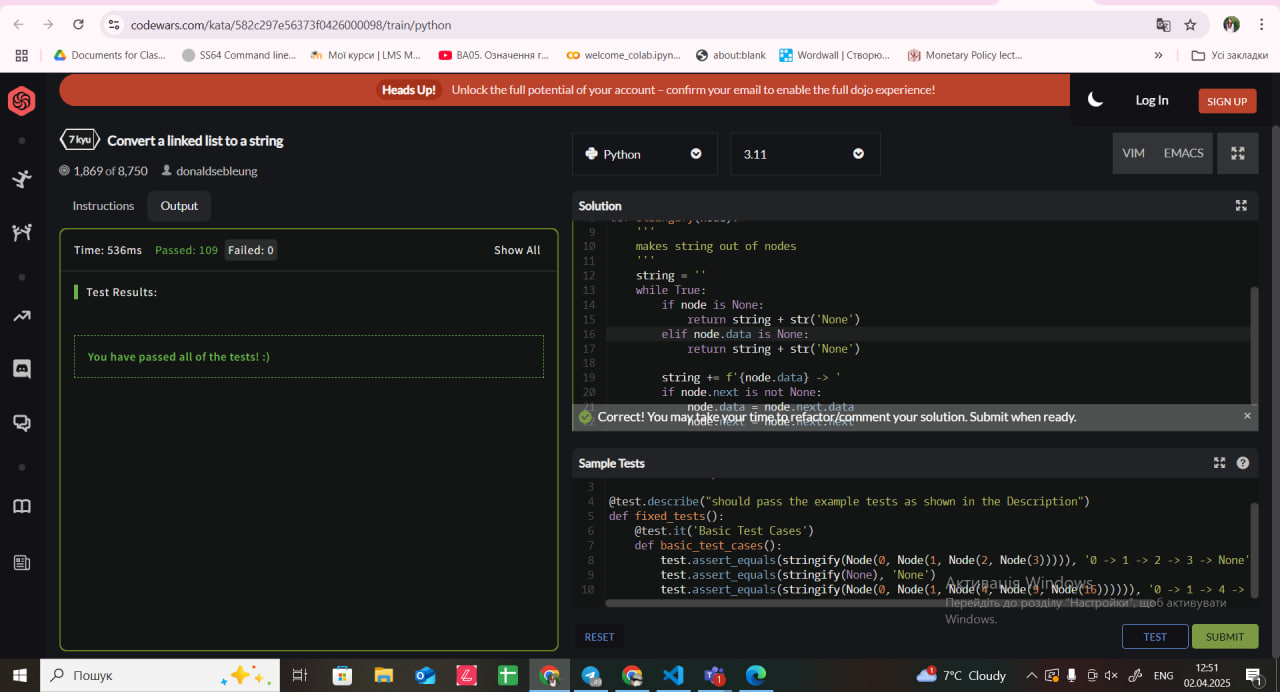 codewars.com/kata/582c297e56373f0426000098/train/python
Documents for Clas...
SS64 Command line...
Мої курси | LMS M...
BA05. Означення г...
welcome_colab.ipyn...
about:blank
Wordwall | Створю...
Monetary Policy lect...
»
Усі закладки
Heads Up! Unlock the full potential of your account – confirm your email to enable the full dojo experience!
Log In
SIGN UP
7 kyu Convert a linked list to a string
1,869 of 8,750 donaldsebleung
Python
3.11
VIM EMACS
Instructions Output
Time: 536ms Passed: 109 Failed: 0 Show All
Test Results:
You have passed all of the tests! :)
Solution
9 '''
10 makes string out of nodes
11 '''
12 string = ''
13 while True:
14 if node is None:
15 return string + str('None')
16 elif node.data is None:
17 return string + str('None')
18
19 string += f'{node.data} -> '
20 if node.next is not None:
21 node.data = node.next.data
node.next = node.next.next
Correct! You may take your time to refactor/comment your solution. Submit when ready.
×
Sample Tests
3
4 @test.describe("should pass the example tests as shown in the Description")
5 def fixed_tests():
6 @test.it('Basic Test Cases')
7 def basic_test_cases():
8 test.assert_equals(stringify(Node(0, Node(1, Node(2, Node(3))))), '0 -> 1 -> 2 -> 3 -> None'
9 test.assert_equals(stringify(None), 'None')
10 test.assert_equals(stringify(Node(0, Node(1, Node(4, Node(9, Node(16)))))), '0 -> 1 -> 4 ->
Активація Windows
Перейдіть до розділу "Настройки", щоб активувати
Windows.
RESET
TEST
SUBMIT
Пошук
49
1
7°C Cloudy
ENG
12:51
02.04.2025
1